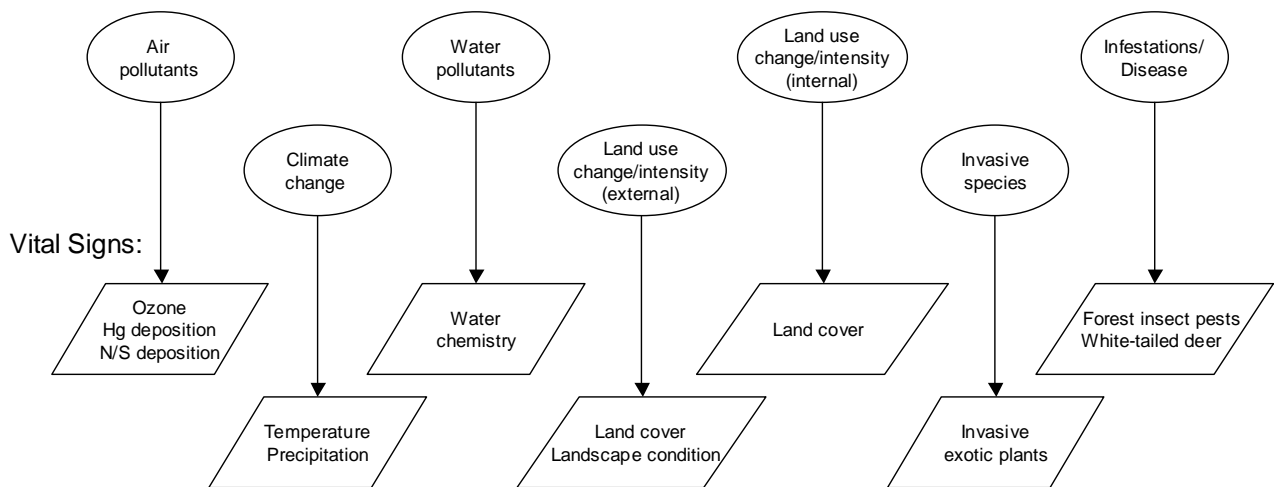 Air
pollutants
Water
pollutants
Land use
change/intensity
(internal)
Infestations/
Disease
Climate
change
Land use
change/intensity
(external)
Invasive
species
Vital Signs:
Ozone
Hg deposition
N/S deposition
Water
chemistry
Land cover
Forest insect pests
White-tailed deer
Temperature
Precipitation
Land cover
Landscape condition
Invasive
exotic plants